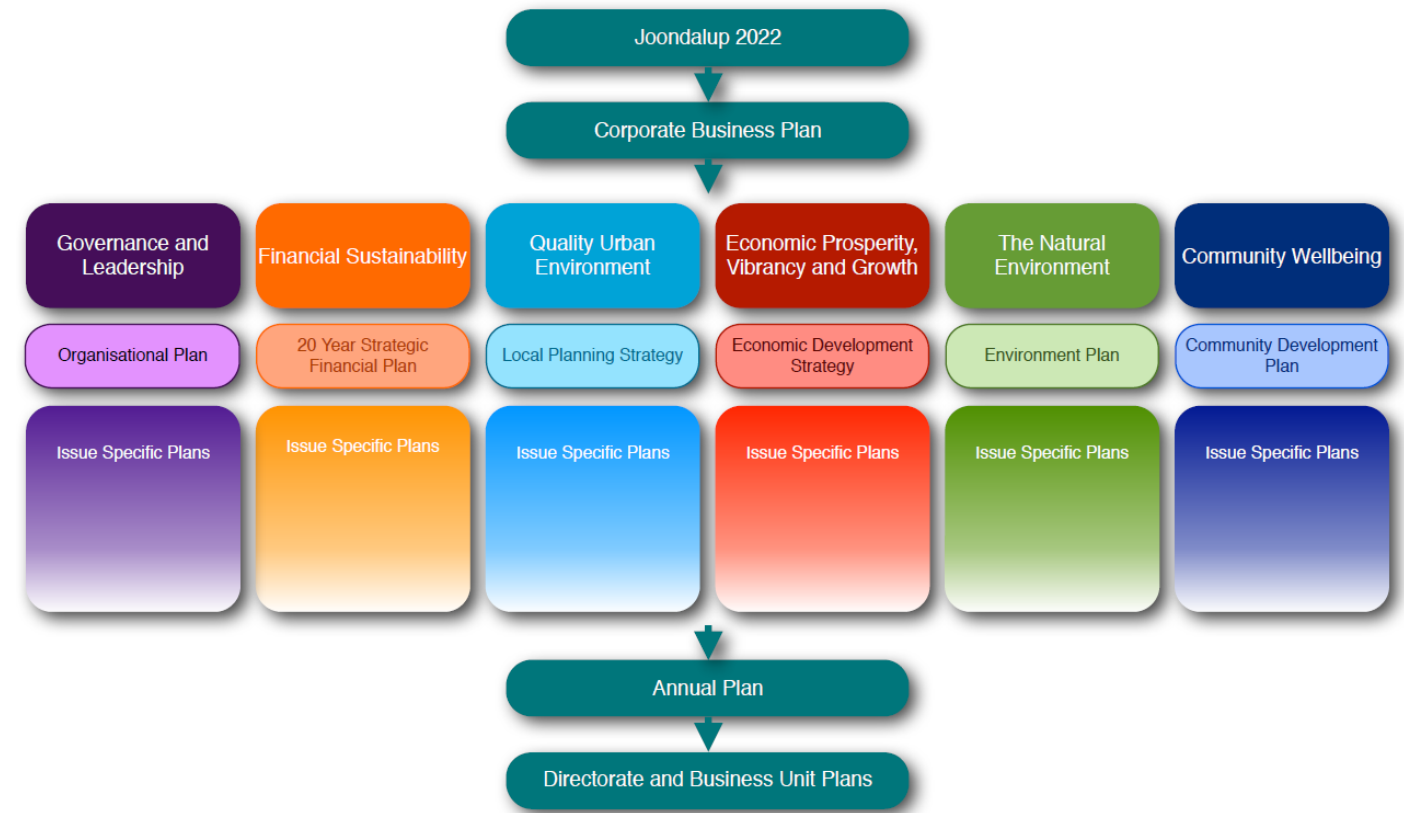 Joondalup 2022
Corporate Business Plan
Governance and
Leadership
Financial Sustainability
Quality Urban
Environment
Economic Prosperity,
Vibrancy and Growth
The Natural
Environment
Community Wellbeing
Organisational Plan
20 Year Strategic
Financial Plan
Local Planning Strategy
Economic Development
Strategy
Environment Plan
Community Development
Plan
Issue Specific Plans
Issue Specific Plans
Issue Specific Plans
Issue Specific Plans
Issue Specific Plans
Issue Specific Plans
Annual Plan
Directorate and Business Unit Plans